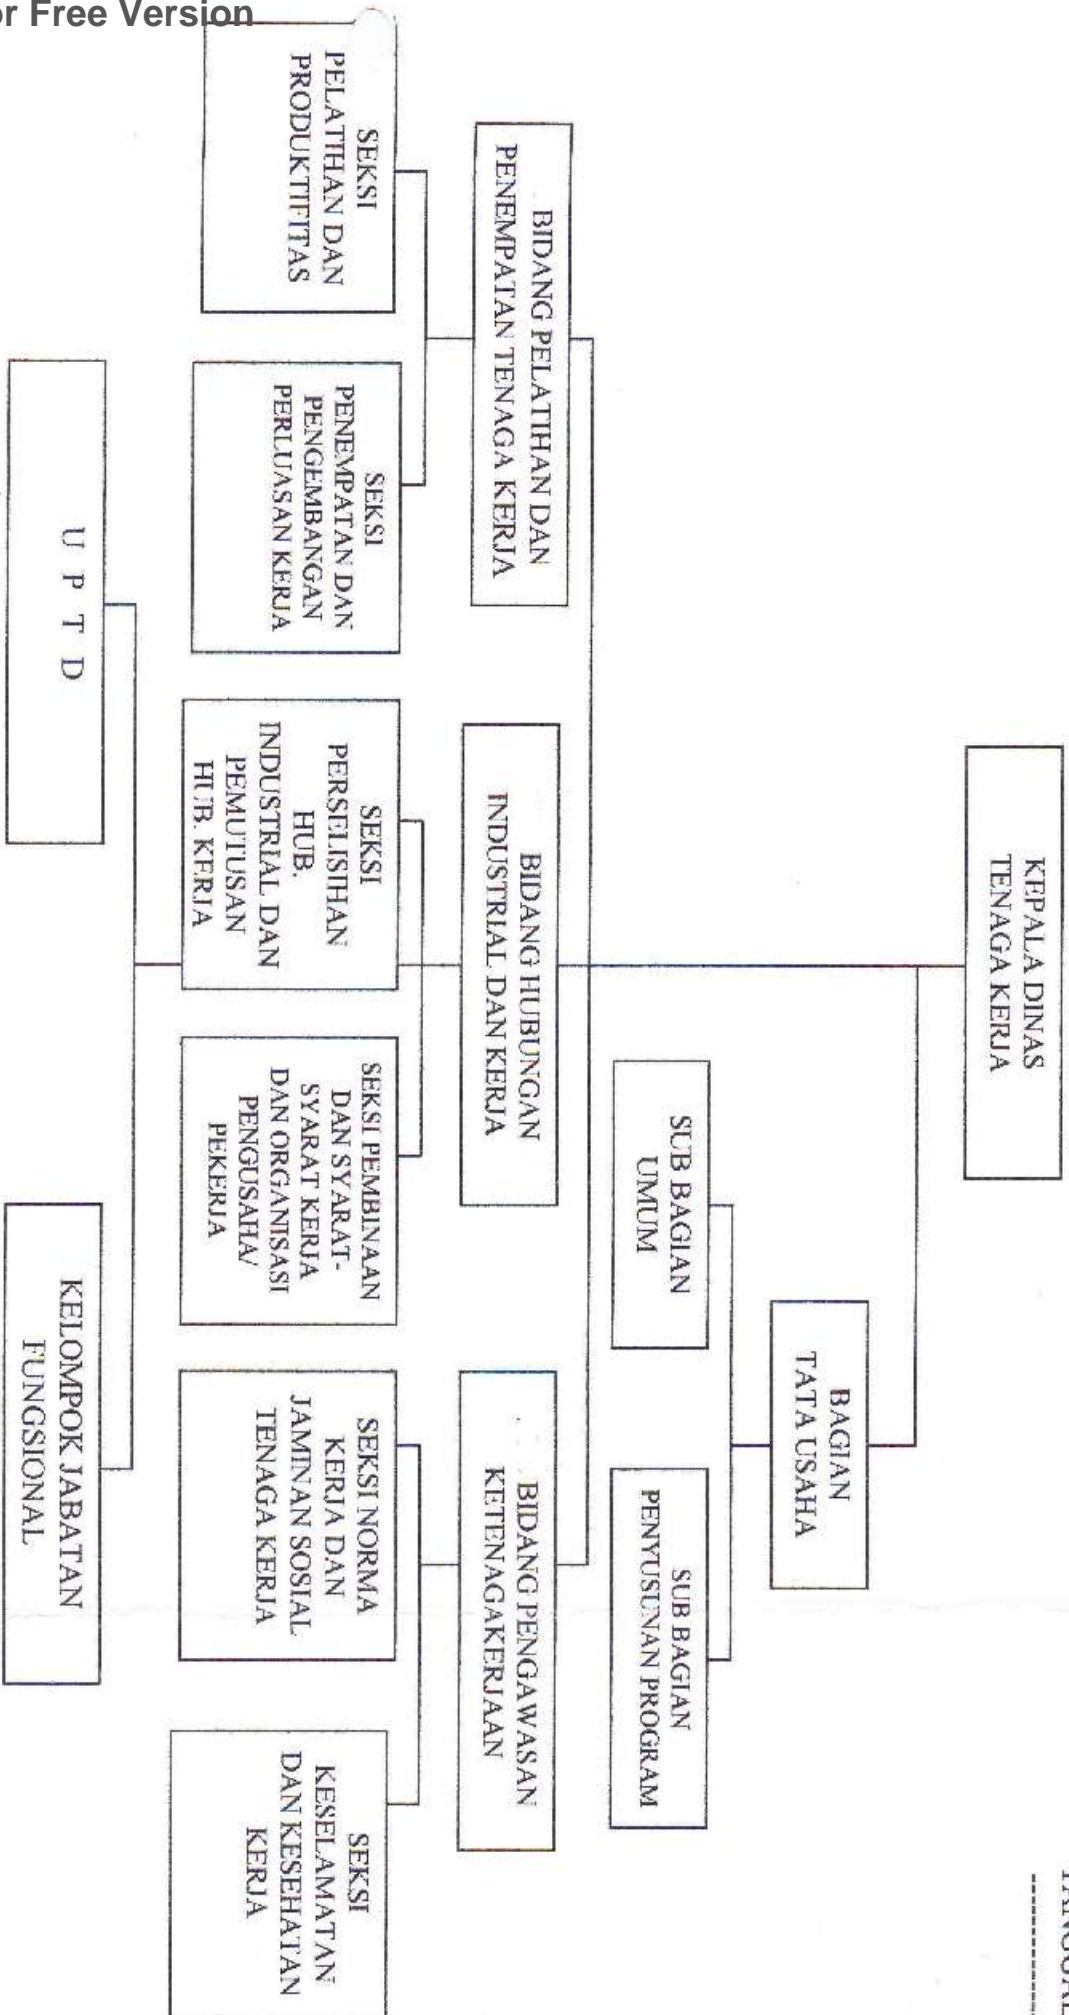 or Free Version
TANGGAL
KEPALA DINAS
TENAGA KERJA
BAGIAN
TATA USAHA
SUB BAGIAN
UMUM
SUB BAGIAN
PENYUSUNAN PROGRAM
BIDANG PELATIHAN DAN
PENEMPATAN TENAGA KERJA
BIDANG HUBUNGAN
INDUSTRIAL DAN KERJA
BIDANG PENGAWASAN
KETENAGAKERJAAN
SEKSI
PELATIHAN DAN
PRODUKTIFITAS
SEKSI
PENEMPATAN DAN
PENGEMBANGAN
PERLUASAN KERJA
SEKSI
PERSELISIHAN
HUB.
INDUSTRIAL DAN
PEMUTUSAN
HUB. KERJA
SEKSI PEMBINAAN
DAN SYARAT-
SYARAT KERJA
DAN ORGANISASI
PENGUSAHA/
PEKERJA
SEKSI NORMA
KERJA DAN
JAMINAN SOSIAL
TENAGA KERJA
SEKSI
KESELAMATAN
DAN KESEHATAN
KERJA
U P T D
KELOMPOK JABATAN
FUNGSIONAL